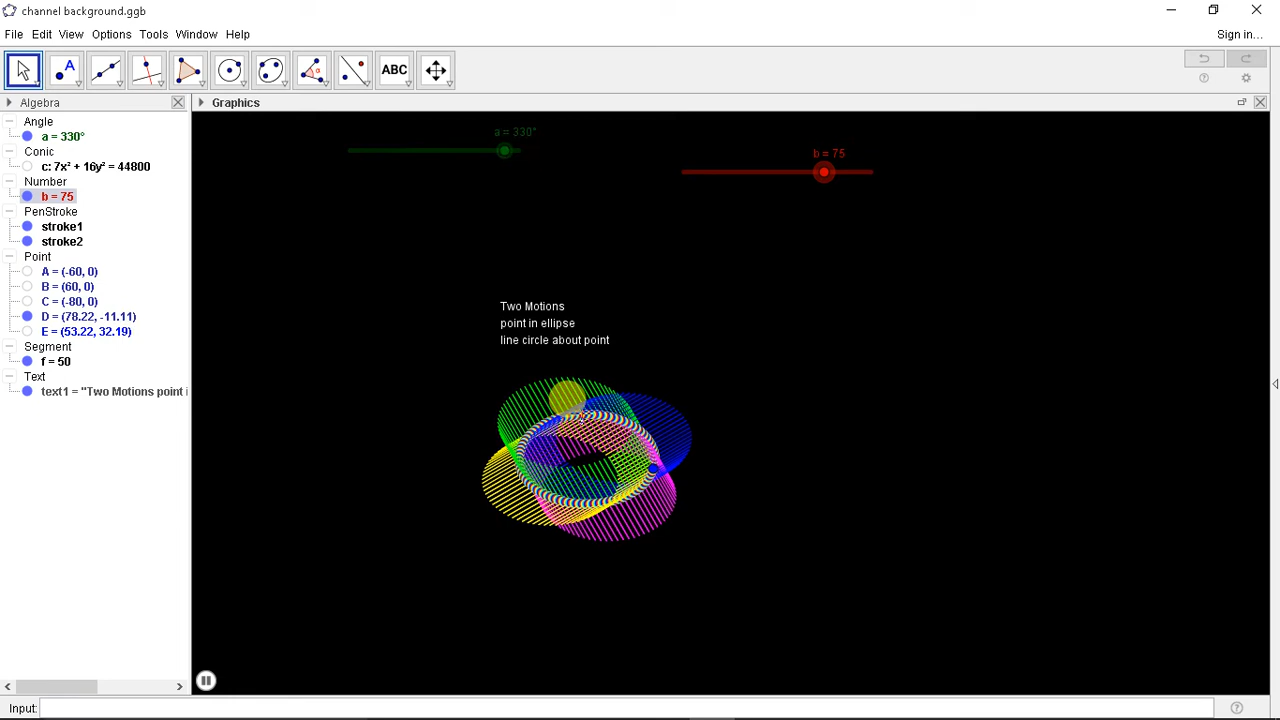 channel background.ggb
File Edit View Options Tools Window Help
Sign in...
ABC
Algebra
Graphics
Angle
a = 330°
Conic
c: 7x² + 16y² = 44800
Number
b = 75
PenStroke
stroke1
stroke2
Point
A = (-60, 0)
B = (60, 0)
C = (-80, 0)
D = (78.22, -11.11)
E = (53.22, 32.19)
Segment
f = 50
Text
text1 = "Two Motions point i
a = 330°
b = 75
Two Motions
point in ellipse
line circle about point
Input: